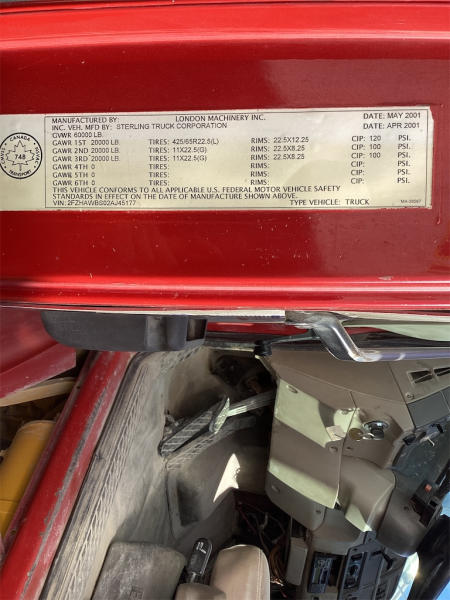 MANUFACTURED BY: LONDON MACHINERY INC. DATE: MAY 2001
INC. VEH. MFD BY: STERLING TRUCK CORPORATION DATE: APR 2001
GVWR 60000 LB.
GAWR 1ST 20000 LB. TIRES: 425/65R22.5(L) RIMS: 22.5X12.25 CIP: 120 PSI.
GAWR 2ND 20000 LB. TIRES: 11X22.5(G) RIMS: 22.5X8.25 CIP: 100 PSI.
GAWR 3RD 20000 LB. TIRES: 11X22.5(G) RIMS: 22.5X8.25 CIP: 100 PSI.
GAWR 4TH 0 TIRES: RIMS: CIP: PSI.
GAWR 5TH 0 TIRES: RIMS: CIP: PSI.
GAWR 6TH 0 TIRES: RIMS: CIP: PSI.
THIS VEHICLE CONFORMS TO ALL APPLICABLE U.S. FEDERAL MOTOR VEHICLE SAFETY
STANDARDS IN EFFECT ON THE DATE OF MANUFACTURE SHOWN ABOVE.
VIN: 2FZHAWBS02AJ45177 TYPE VEHICLE: TRUCK
CANADA
748
TRANSPORT